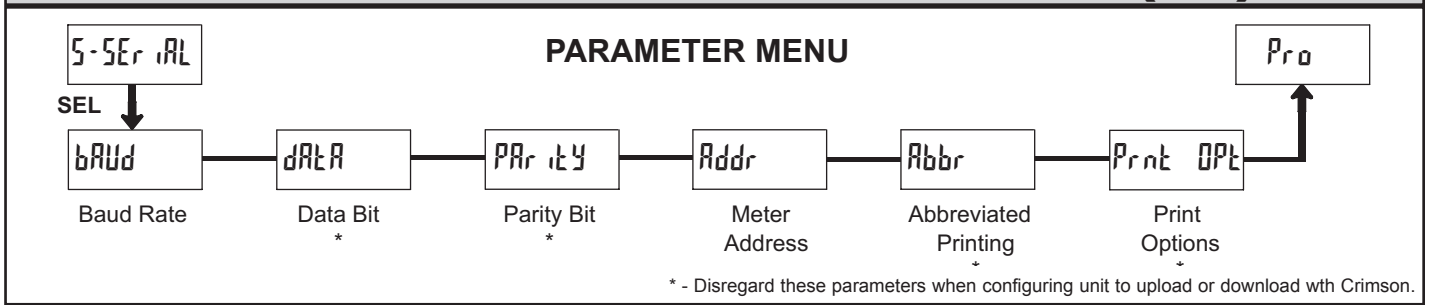 PARAMETER MENU
5-SEr iAL
Pro
SEL
bAUd
dAtA
PAr itY
Addr
Abbr
Prnt OPt
Baud Rate
Data Bit
*
Parity Bit
*
Meter
Address
Abbreviated
Printing
*
Print
Options
*
* - Disregard these parameters when configuring unit to upload or download wth Crimson.